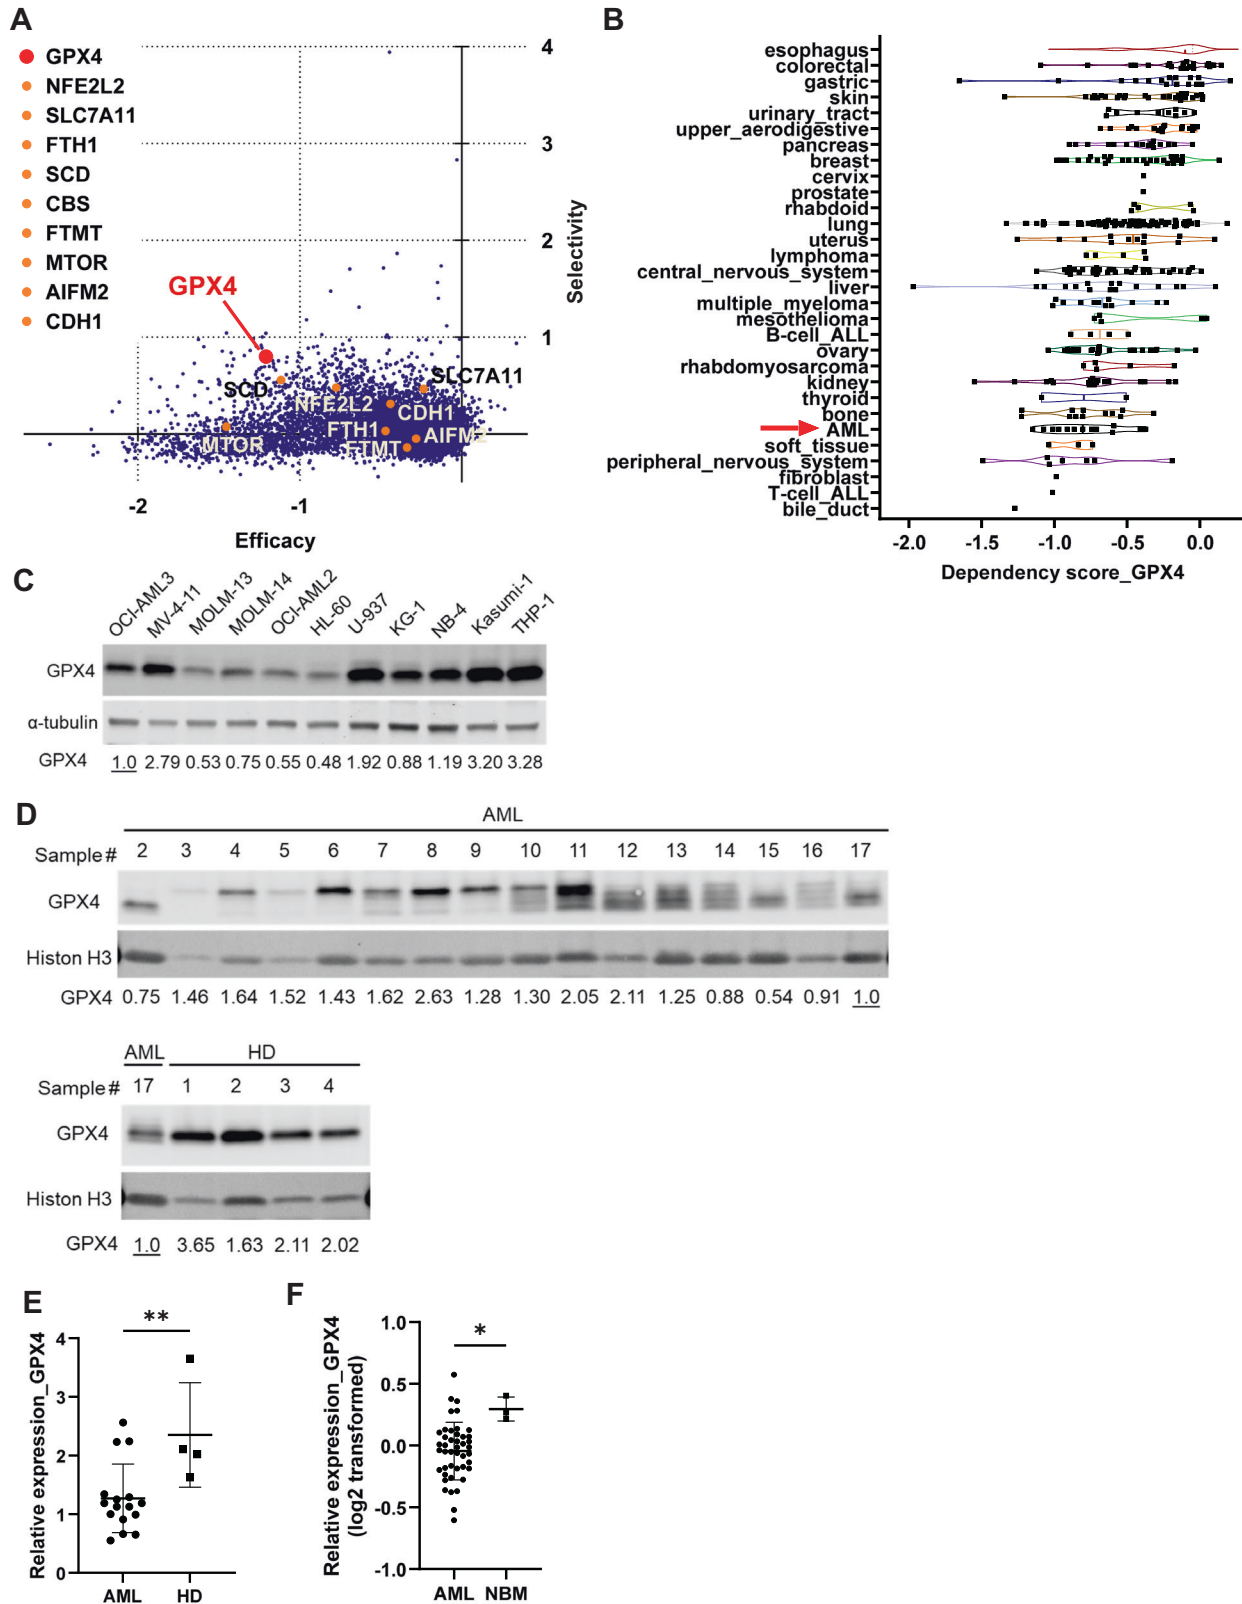 A
GPX4
NFE2L2
SLC7A11
FTH1
SCD
CBS
FTMT
MTOR
AIFM2
CDH1
GPX4
SCD
SLC7A11
NFE2L2
CDH1
FTH1
AIFM2
FTMT
MTOR
4
3
2
1
Selectivity
-2
-1
Efficacy
B
esophagus
colorectal
gastric
skin
urinary_tract
upper_aerodigestive
pancreas
breast
cervix
prostate
rhabdoid
lung
uterus
lymphoma
central_nervous_system
liver
multiple_myeloma
mesothelioma
B-cell_ALL
ovary
rhabdomyosarcoma
kidney
thyroid
bone
AML
soft_tissue
peripheral_nervous_system
fibroblast
T-cell_ALL
bile_duct
-2.0 -1.5 -1.0 -0.5 0.0
Dependency score_GPX4
C
OCI-AML3 MV-4-11 MOLM-13 MOLM-14 OCI-AML2 HL-60 U-937 KG-1 NB-4 Kasumi-1 THP-1
GPX4
α-tubulin
GPX4 1.0 2.79 0.53 0.75 0.55 0.48 1.92 0.88 1.19 3.20 3.28
D
AML
Sample# 2 3 4 5 6 7 8 9 10 11 12 13 14 15 16 17
GPX4
Histon H3
GPX4 0.75 1.46 1.64 1.52 1.43 1.62 2.63 1.28 1.30 2.05 2.11 1.25 0.88 0.54 0.91 1.0
AML HD
Sample# 17 1 2 3 4
GPX4
Histon H3
GPX4 1.0 3.65 1.63 2.11 2.02
E
**
Relative expression_GPX4
4
3
2
1
0
AML HD
F
*
Relative expression_GPX4
(log2 transformed)
1.0
0.5
0.0
-0.5
-1.0
AML NBM